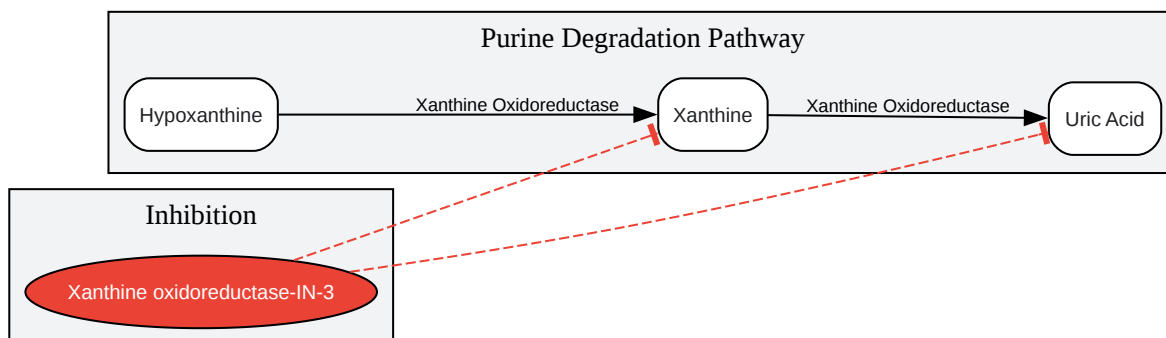 Purine Degradation Pathway
Hypoxanthine
Xanthine Oxidoreductase
Xanthine
Xanthine Oxidoreductase
Uric Acid
Inhibition
Xanthine oxidoreductase-IN-3